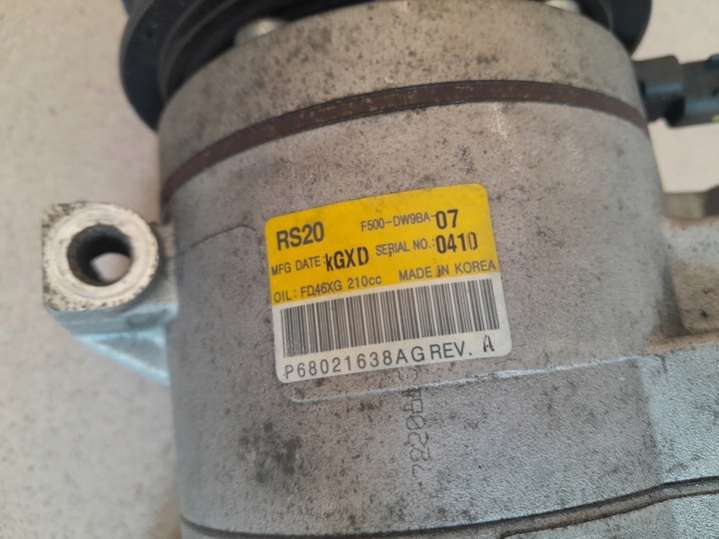 RS20 F500-DW9BA-07
MFG DATE: kGXD SERIAL NO.: 0410
OIL: FD46XG 210cc MADE IN KOREA
P68021638AG REV. A